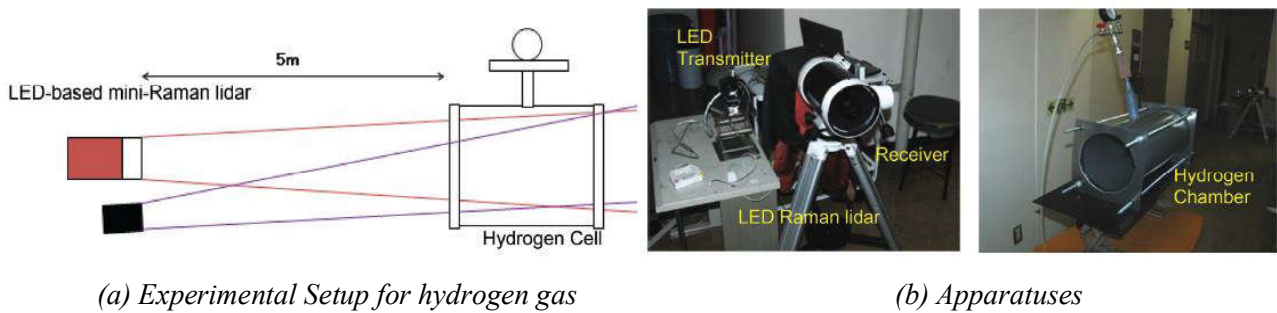 5m
LED-based mini-Raman lidar
Hydrogen Cell
LED
Transmitter
Receiver
LED Raman lidar
Hydrogen
Chamber
(a) Experimental Setup for hydrogen gas
(b) Apparatuses